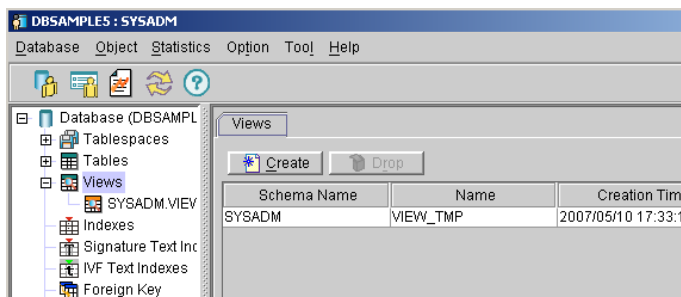 DBSAMPLE5 : SYSADM
Database Object Statistics Option Tool Help
Database (DBSAMPL
Tablespaces
Tables
Views
SYSADM.VIEW
Indexes
Signature Text Inc
IVF Text Indexes
Foreign Key
Views
Create Drop
Schema Name Name Creation Tim
SYSADM VIEW_TMP 2007/05/10 17:33:1